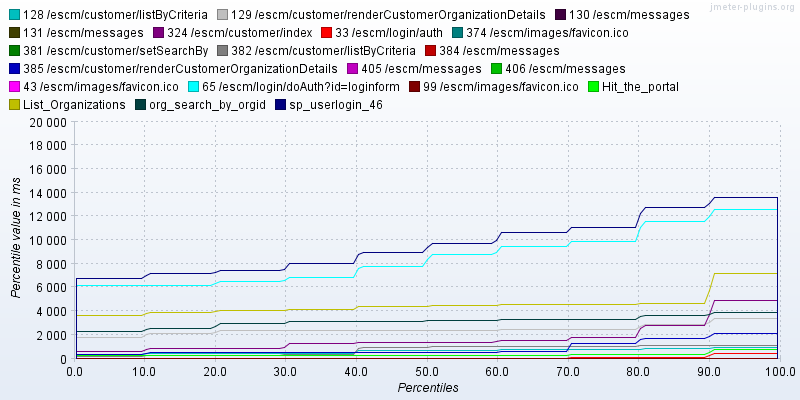 jmeter-plugins.org
128 /escm/customer/listByCriteria 129 /escm/customer/renderCustomerOrganizationDetails 130 /escm/messages
131 /escm/messages 324 /escm/customer/index 33 /escm/login/auth 374 /escm/images/favicon.ico
381 /escm/customer/setSearchBy 382 /escm/customer/listByCriteria 384 /escm/messages
385 /escm/customer/renderCustomerOrganizationDetails 405 /escm/messages 406 /escm/messages
43 /escm/images/favicon.ico 65 /escm/login/doAuth?id=loginform 99 /escm/images/favicon.ico Hit_the_portal
List_Organizations org_search_by_orgid sp_userlogin_46
20 000
18 000
16 000
14 000
12 000
10 000
8 000
6 000
4 000
2 000
0
Percentile value in ms
0.0 10.0 20.0 30.0 40.0 50.0 60.0 70.0 80.0 90.0 100.0
Percentiles